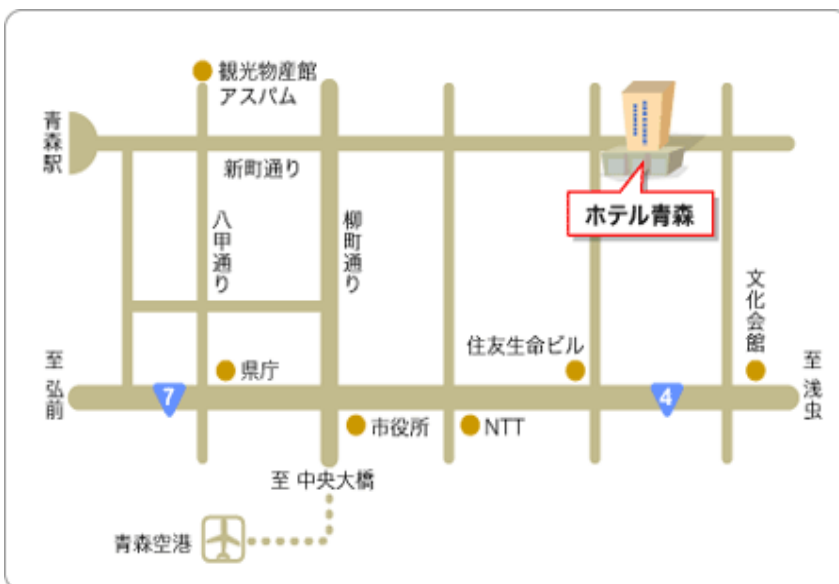 観光物産館
アスパム
青森駅
新町通り
ホテル青森
八甲通り
柳町通り
文化会館
住友生命ビル
至 弘前
県庁
至 浅虫
7
4
市役所
NTT
至 中央大橋
青森空港